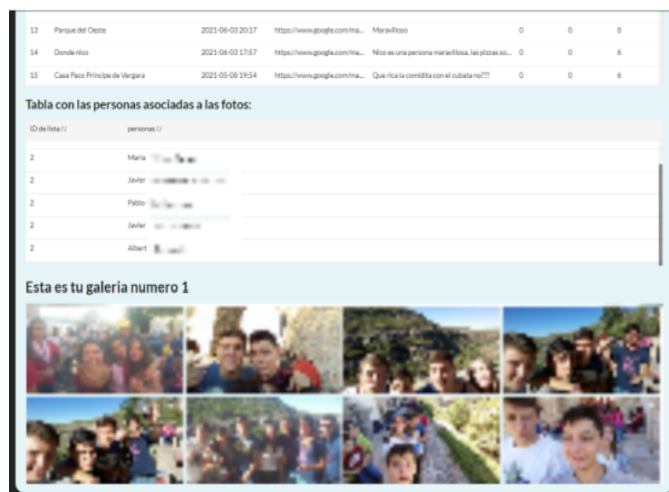 13 Parque del Oeste 2021-06-03 20:17 https://www.google.com/ma... Maravilloso 0 0 8
14 Donde nico 2021-06-03 17:57 https://www.google.com/ma... Nico es una persona maravillosa, las pizzas so... 0 0 6
15 Casa Paco Príncipe de Vergara 2021-05-08 19:54 https://www.google.com/ma... Que rica la comidita con el cubata no??? 0 0 6
Tabla con las personas asociadas a las fotos:
ID de lista personas
2 María
2 Javier
2 Pablo
2 Javier
2 Albert
Esta es tu galeria numero 1